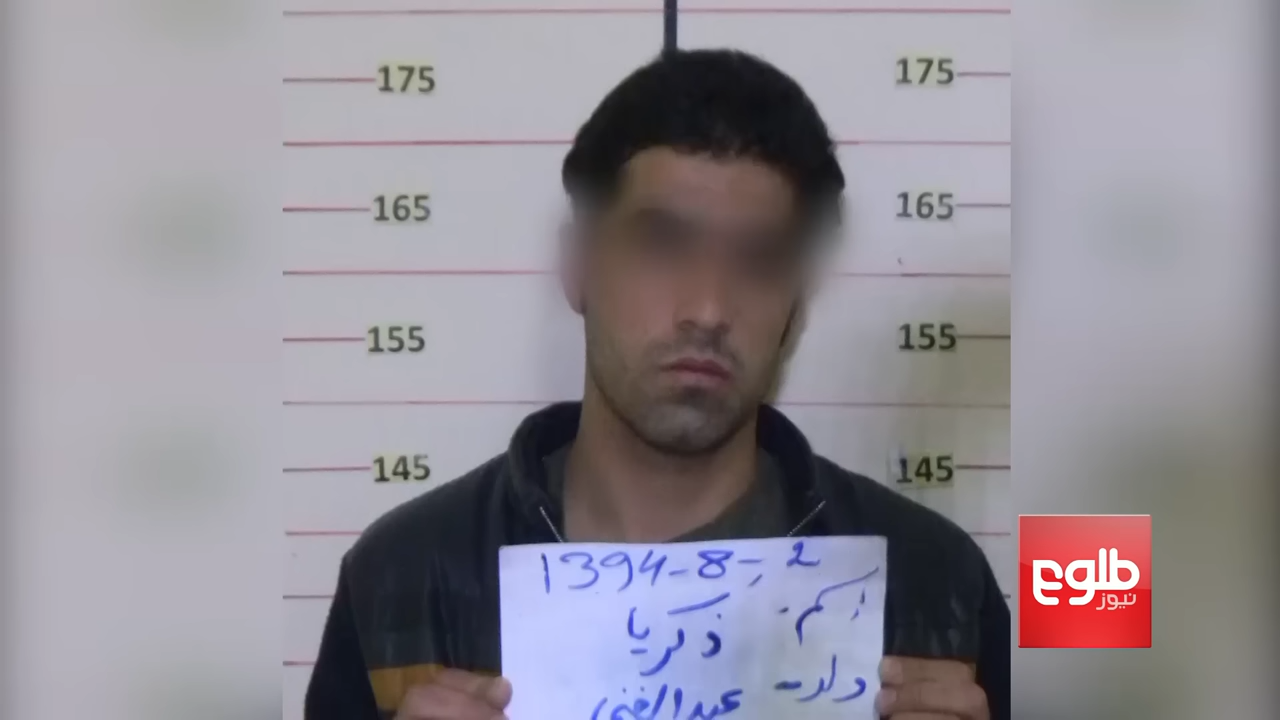 175 175
165 165
155 155
145 145
1394-8-2
اسم: ذکریا
ولد- عبدالغنی
طلوع
نیوز